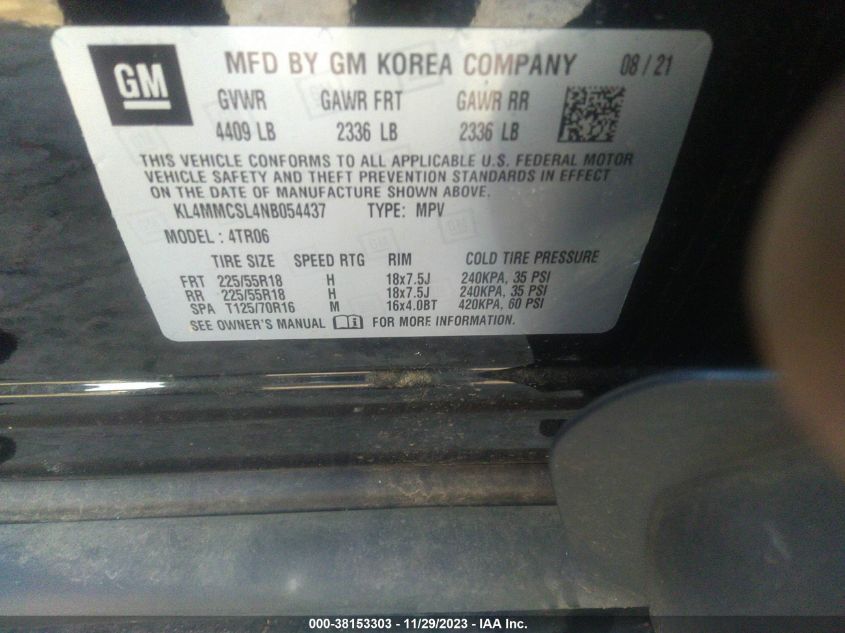 GM MFD BY GM KOREA COMPANY 08 / 21
GVWR GAWR FRT GAWR RR
4409 LB 2336 LB 2336 LB
THIS VEHICLE CONFORMS TO ALL APPLICABLE U.S. FEDERAL MOTOR
VEHICLE SAFETY AND THEFT PREVENTION STANDARDS IN EFFECT
ON THE DATE OF MANUFACTURE SHOWN ABOVE.
KL4MMCSL4NB054437 TYPE: MPV
MODEL : 4TR06
TIRE SIZE SPEED RTG RIM COLD TIRE PRESSURE
FRT 225/55R18 H 18x7.5J 240KPA, 35 PSI
RR 225/55R18 H 18x7.5J 240KPA, 35 PSI
SPA T125/70R16 M 16x4.0BT 420KPA, 60 PSI
SEE OWNER'S MANUAL FOR MORE INFORMATION.
000-38153303 - 11/29/2023 - IAA Inc.